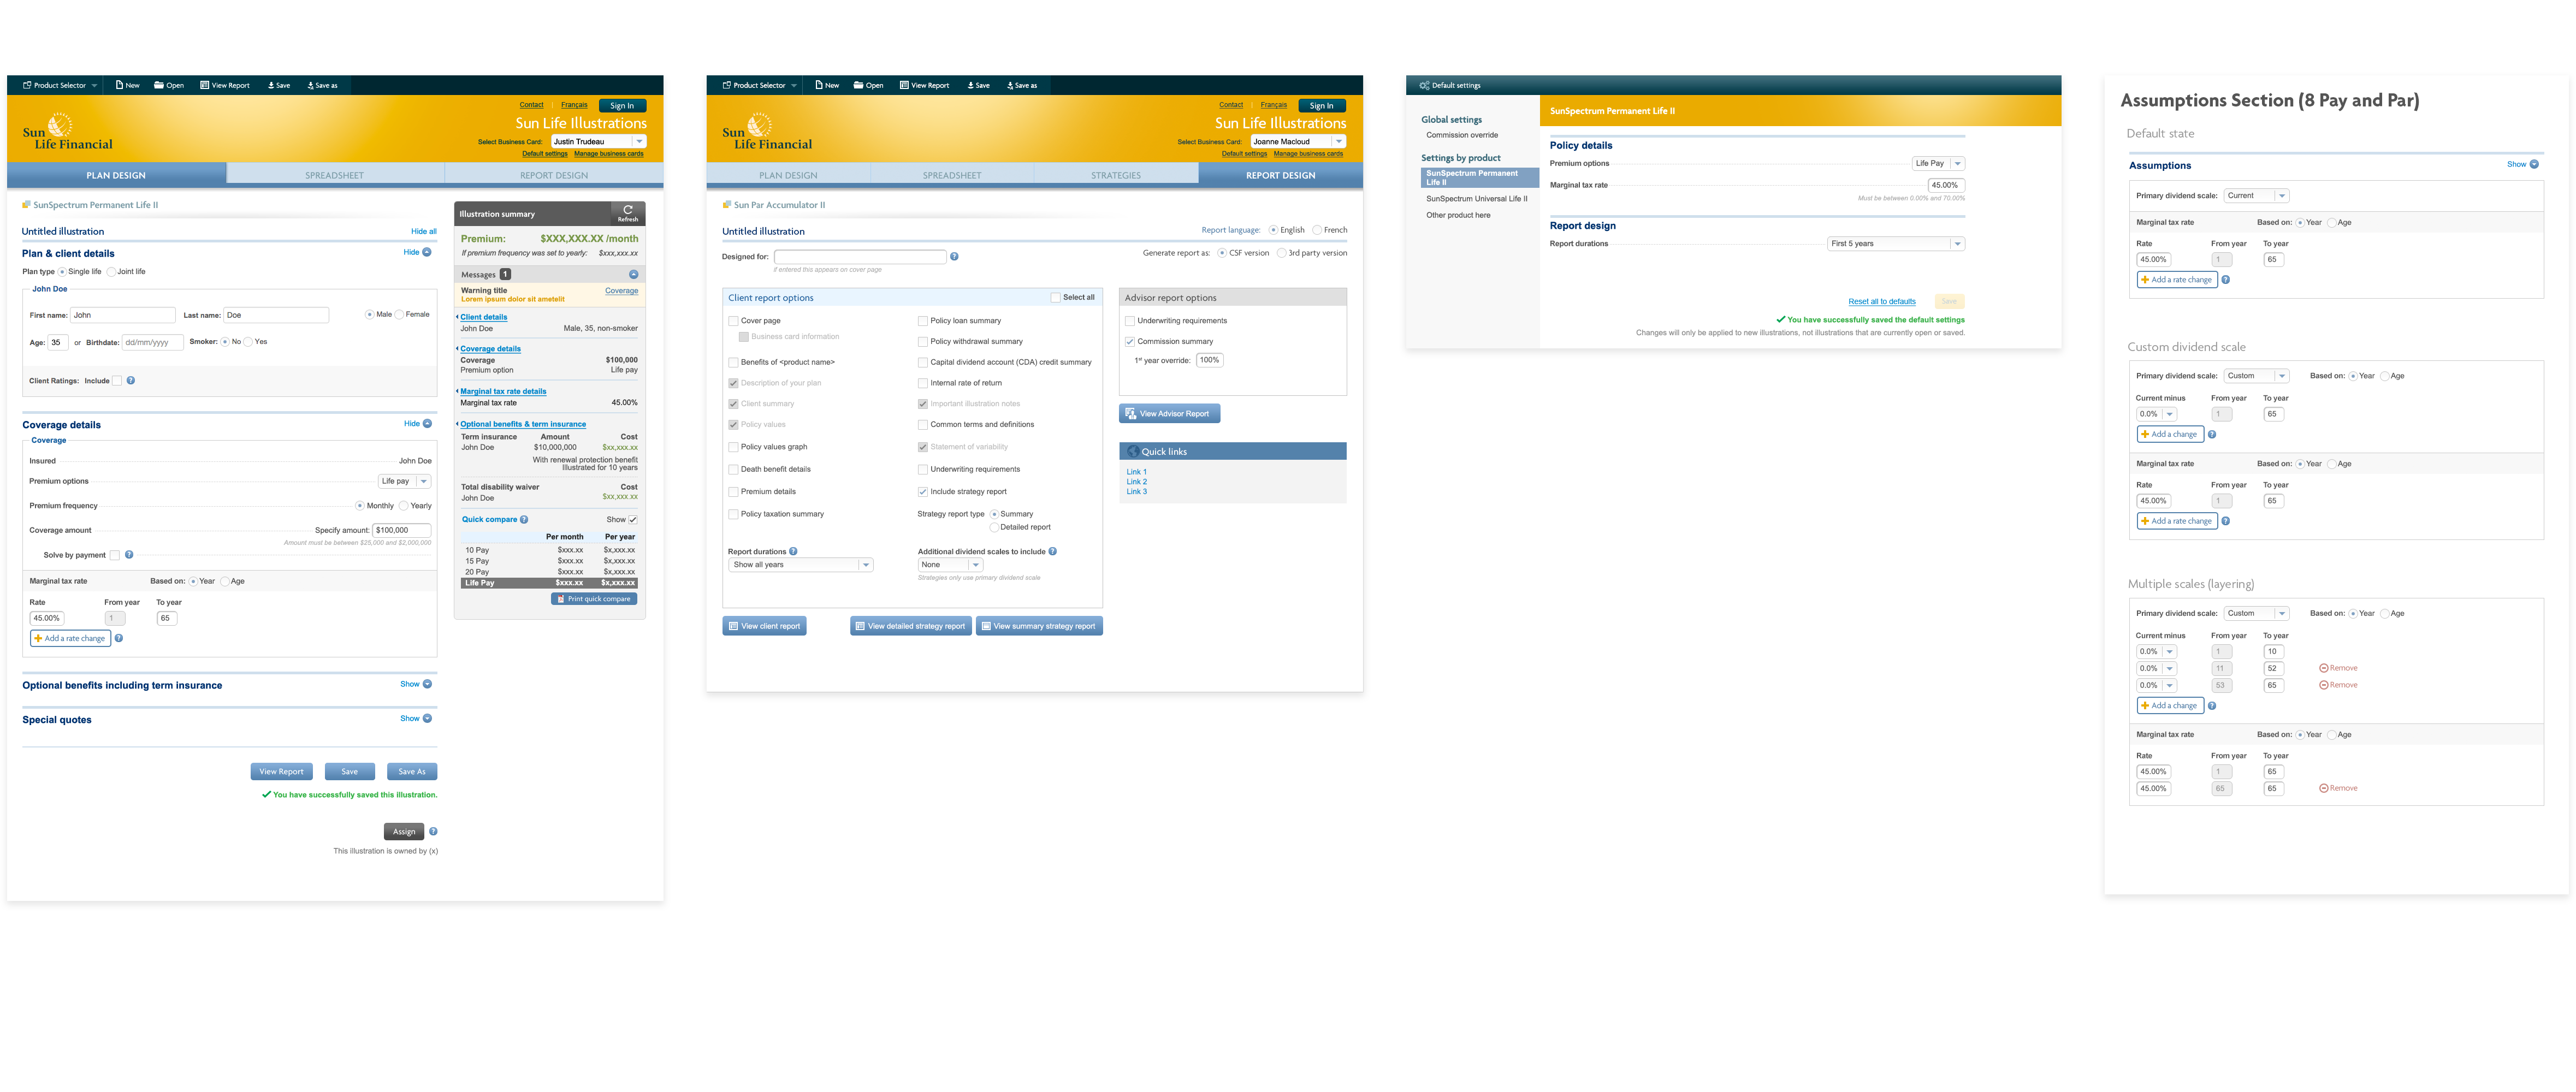 Product Selector
New
Open
View Report
Save
Save as
Contact
Français
Sign In
Sun Life Financial
Sun Life Illustrations
Select Business Card: Justin Trudeau
Default settings Manage business cards
PLAN DESIGN
SPREADSHEET
REPORT DESIGN
SunSpectrum Permanent Life II
Untitled illustration Hide all
Plan & client details Hide
Plan type Single life Joint life
John Doe
First name: John Last name: Doe Male Female
Age: 35 or Birthdate: dd/mm/yyyy Smoker: No Yes
Client Ratings: Include
Coverage details Hide
Coverage
Insured John Doe
Premium options Life pay
Premium frequency Monthly Yearly
Coverage amount Specify amount: $100,000
Amount must be between $25,000 and $2,000,000
Solve by payment
Marginal tax rate Based on: Year Age
Rate From year To year
45.00% 1 65
Add a rate change
Optional benefits including term insurance Show
Special quotes Show
View Report Save Save As
You have successfully saved this illustration.
Assign
This illustration is owned by (x)
Illustration summary Refresh
Premium: $XXX,XXX.XX /month
If premium frequency was set to yearly: $xxx,xxx.xx
Messages 1
Warning title Coverage
Lorem ipsum dolor sit ametelit
Client details
John Doe Male, 35, non-smoker
Coverage details
Coverage $100,000
Premium option Life pay
Marginal tax rate details
Marginal tax rate 45.00%
Optional benefits & term insurance
Term insurance Amount Cost
John Doe $10,000,000 $xx,xxx.xx
With renewal protection benefit
Illustrated for 10 years
Total disability waiver Cost
John Doe $xx,xxx.xx
Quick compare Show
Per month Per year
10 Pay $xxx.xx $x,xxx.xx
15 Pay $xxx.xx $x,xxx.xx
20 Pay $xxx.xx $x,xxx.xx
Life Pay $xxx.xx $x,xxx.xx
Print quick compare
Product Selector
New
Open
View Report
Save
Save as
Contact
Français
Sign In
Sun Life Financial
Sun Life Illustrations
Select Business Card: Joanne Macloud
Default settings Manage business cards
PLAN DESIGN
SPREADSHEET
STRATEGIES
REPORT DESIGN
Sun Par Accumulator II
Untitled illustration Report language: English French
Designed for: Generate report as: CSF version 3rd party version
if entered this appears on cover page
Client report options Select all
Cover page
Business card information
Benefits of <product name>
Description of your plan
Client summary
Policy values
Policy values graph
Death benefit details
Premium details
Policy taxation summary
Policy loan summary
Policy withdrawal summary
Capital dividend account (CDA) credit summary
Internal rate of return
Important illustration notes
Common terms and definitions
Statement of variability
Underwriting requirements
Include strategy report
Strategy report type Summary
Detailed report
Report durations
Show all years
Additional dividend scales to include
None
Strategies only use primary dividend scale
View client report
View detailed strategy report
View summary strategy report
Advisor report options
Underwriting requirements
Commission summary
1st year override: 100%
View Advisor Report
Quick links
Link 1
Link 2
Link 3
Default settings
Global settings
Commission override
Settings by product
SunSpectrum Permanent
Life II
SunSpectrum Universal Life II
Other product here
SunSpectrum Permanent Life II
Policy details
Premium options Life Pay
Marginal tax rate 45.00%
Must be between 0.00% and 70.00%
Report design
Report durations First 5 years
Reset all to defaults Save
You have successfully saved the default settings
Changes will only be applied to new illustrations, not illustrations that are currently open or saved.
Assumptions Section (8 Pay and Par)
Default state
Assumptions Show
Primary dividend scale: Current
Marginal tax rate Based on: Year Age
Rate From year To year
45.00% 1 65
Add a rate change
Custom dividend scale
Primary dividend scale: Custom Based on: Year Age
Current minus From year To year
0.0% 1 65
Add a change
Marginal tax rate Based on: Year Age
Rate From year To year
45.00% 1 65
Add a rate change
Multiple scales (layering)
Primary dividend scale: Custom Based on: Year Age
Current minus From year To year
0.0% 1 10
0.0% 11 52 Remove
0.0% 53 65 Remove
Add a change
Marginal tax rate Based on: Year Age
Rate From year To year
45.00% 1 65
45.00% 65 65 Remove